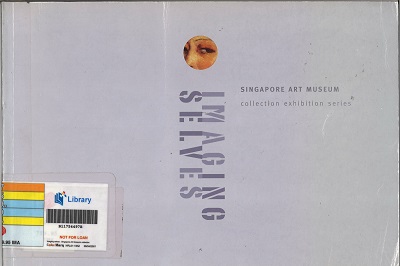 SINGAPORE ART MUSEUM
collection exhibition series
IMAGING
SELVES
Library
NOT FOR LOAN